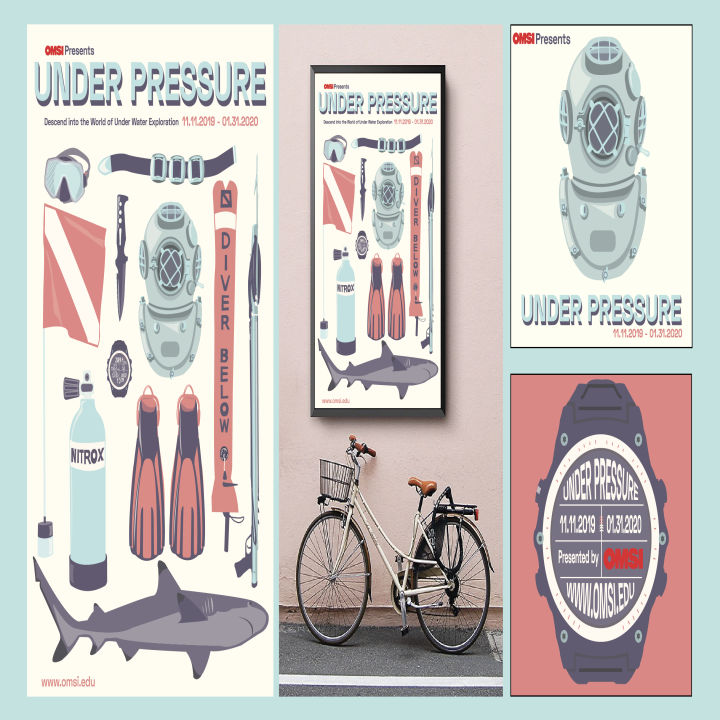 OMSI Presents
UNDER PRESSURE
Descend into the World of Under Water Exploration 11.11.2019 - 01.31.2020
DIVER BELOW
NITROX
www.omsi.edu
OMSI Presents
UNDER PRESSURE
Descend into the World of Under Water Exploration 11.11.2019 - 01.31.2020
DIVER BELOW
NITROX
www.omsi.edu
OMSI Presents
UNDER PRESSURE
11.11.2019 - 01.31.2020
UNDER PRESSURE
11.11.2019 - 01.31.2020
Presented by OMSI
WWW.OMSI.EDU